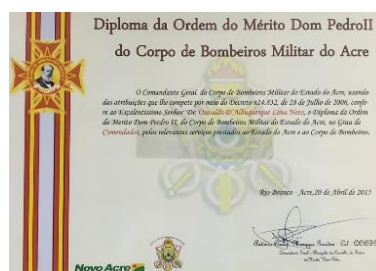 Diploma da Ordem do Mérito Dom PedroII
do Corpo de Bombeiros Militar do Acre
O Comandante Geral do Corpo de Bombeiros Militar do Estado do Acre, usando
das atribuições que lhe compete por meio do Decreto nº14.832, de 28 de Julho de 2006, confe-
re ao Excelentíssimo Senhor Dr. Oswaldo D'Albuquerque Lima Neto, o Diploma da Ordem
do Mérito Dom Pedro II, do Corpo de Bombeiros Militar do Estado do Acre, no Grau de
Comendador, pelos relevantes serviços prestados ao Estado do Acre e ao Corpo de Bombeiros.
Rio Branco - Acre, 20 de Abril de 2015
Novo Acre